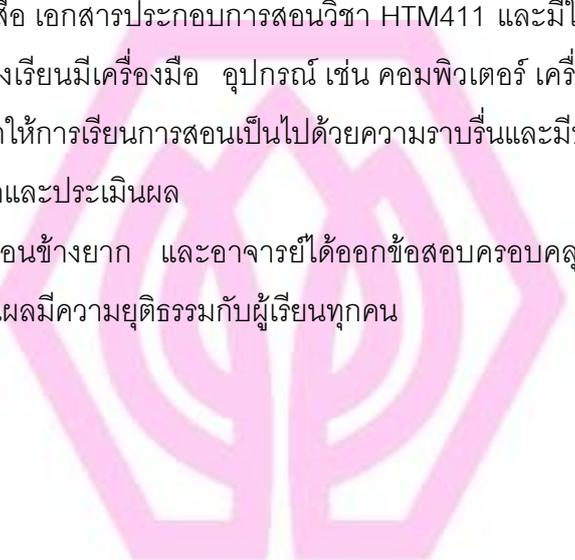 สือ เอกสารประกอบการสอนวิชา HTM411 และมีใ
งเรียนมีเครื่องมือ อุปกรณ์ เช่น คอมพิวเตอร์ เครื่
ำให้การเรียนการสอนเป็นไปด้วยความราบรื่นและมี
และประเมินผล
อนข้างยาก และอาจารย์ได้ออกข้อสอบครอบคลุ
ผลมีความยุติธรรมกับผู้เรียนทุกคน